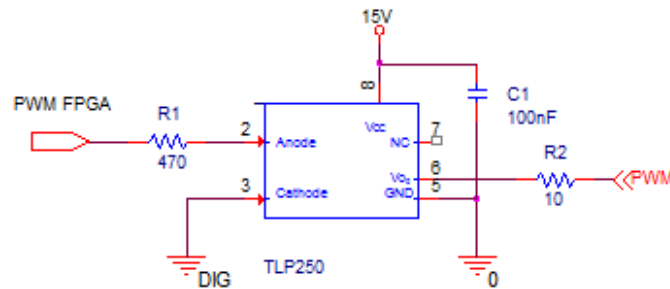 15V
8
C1
100nF
PWM FPGA
R1
470
2
Anode
Vcc
NC
7
R2
10
PWM
3
Cathode
Vo
GND
6
5
DIG
TLP250
0